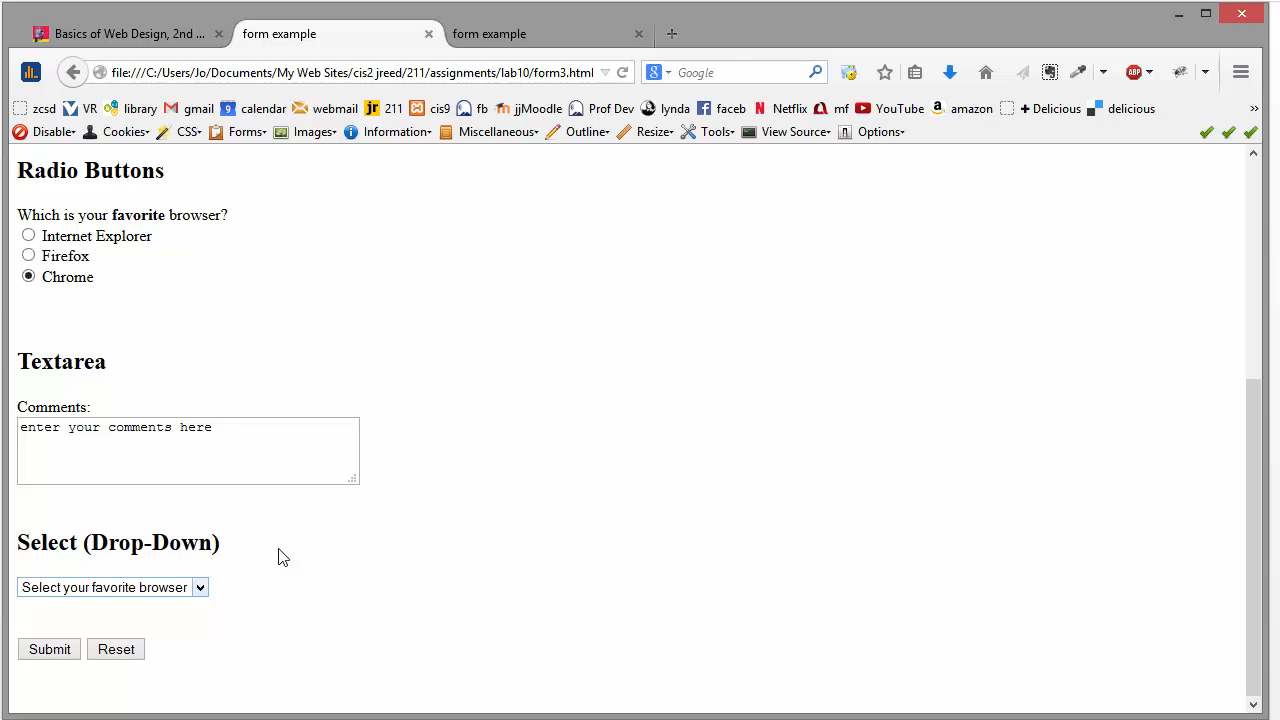 Basics of Web Design, 2nd ... form example form example
file:///C:/Users/Jo/Documents/My Web Sites/cis2 jreed/211/assignments/lab10/form3.html Google ABP
zcsd VR library gmail 9 calendar webmail jr 211 cis9 fb jjMoodle Prof Dev lynda faceb Netflix mf YouTube amazon + Delicious delicious »
Disable Cookies CSS Forms Images Information Miscellaneous Outline Resize Tools View Source Options
Radio Buttons
Which is your favorite browser?
Internet Explorer
Firefox
Chrome
Textarea
Comments:
enter your comments here
Select (Drop-Down)
Select your favorite browser
Submit Reset